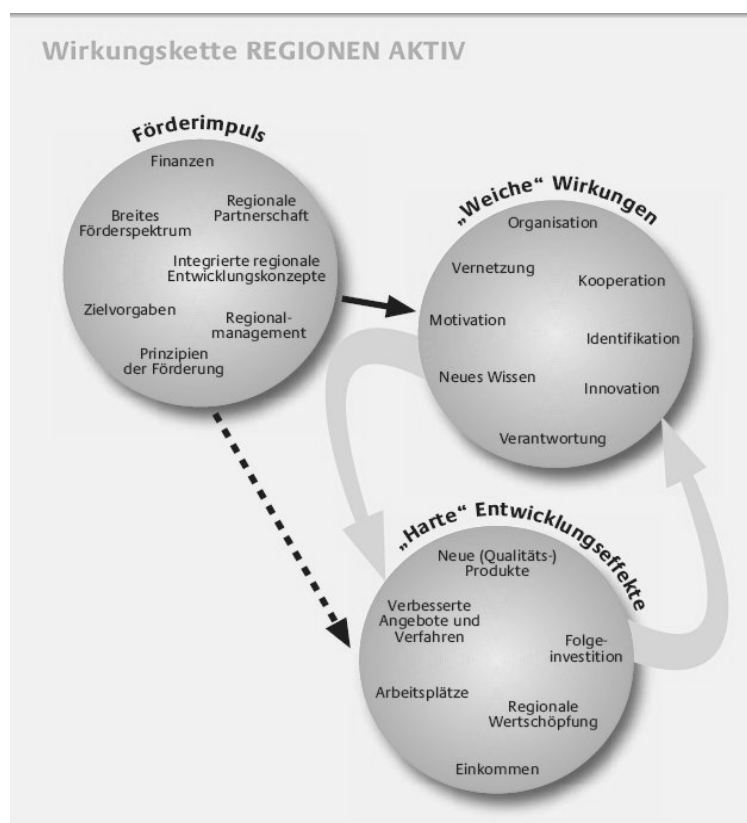 Wirkungskette REGIONEN AKTIV
Förderimpuls
Finanzen
Regionale
Partnerschaft
Breites
Förderspektrum
Integrierte regionale
Entwicklungskonzepte
Zielvorgaben
Regional-
management
Prinzipien
der Förderung
„Weiche“ Wirkungen
Organisation
Vernetzung
Kooperation
Motivation
Identifikation
Neues Wissen
Innovation
Verantwortung
„Harte“ Entwicklungseffekte
Neue (Qualitäts-)
Produkte
Verbesserte
Angebote und
Verfahren
Folge-
investition
Arbeitsplätze
Regionale
Wertschöpfung
Einkommen